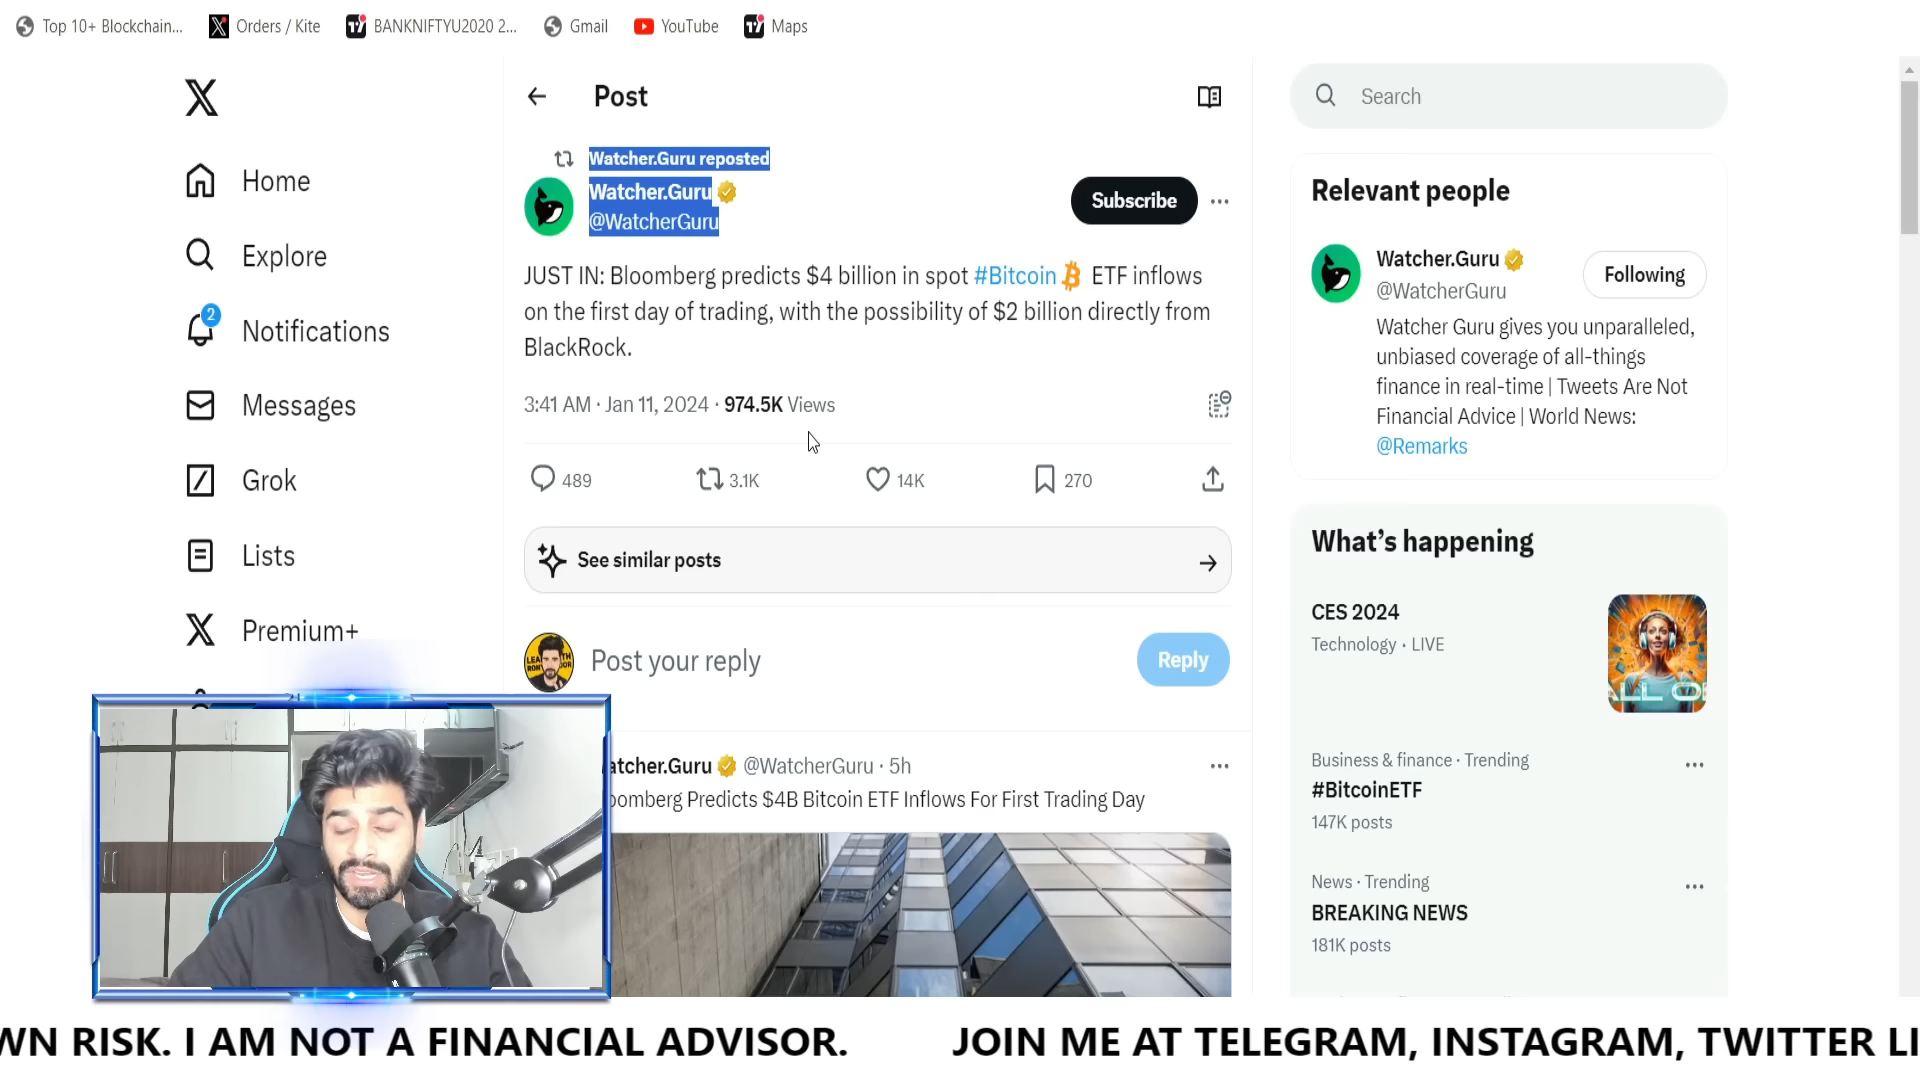 Top 10+ Blockchain... Orders / Kite BANKNIFTYU2020 2... Gmail YouTube Maps
Home
Explore
2
Notifications
Messages
Grok
Lists
Premium+
Post
Watcher.Guru reposted
Watcher.Guru
@WatcherGuru
Subscribe
JUST IN: Bloomberg predicts $4 billion in spot #Bitcoin ETF inflows
on the first day of trading, with the possibility of $2 billion directly from
BlackRock.
3:41 AM · Jan 11, 2024 · 974.5K Views
489 3.1K 14K 270
See similar posts
Post your reply
Reply
atcher.Guru @WatcherGuru · 5h
omberg Predicts $4B Bitcoin ETF Inflows For First Trading Day
Search
Relevant people
Watcher.Guru
@WatcherGuru
Following
Watcher Guru gives you unparalleled,
unbiased coverage of all-things
finance in real-time | Tweets Are Not
Financial Advice | World News:
@Remarks
What's happening
CES 2024
Technology · LIVE
Business & finance · Trending
#BitcoinETF
147K posts
News · Trending
BREAKING NEWS
181K posts
WN RISK. I AM NOT A FINANCIAL ADVISOR. JOIN ME AT TELEGRAM, INSTAGRAM, TWITTER LI